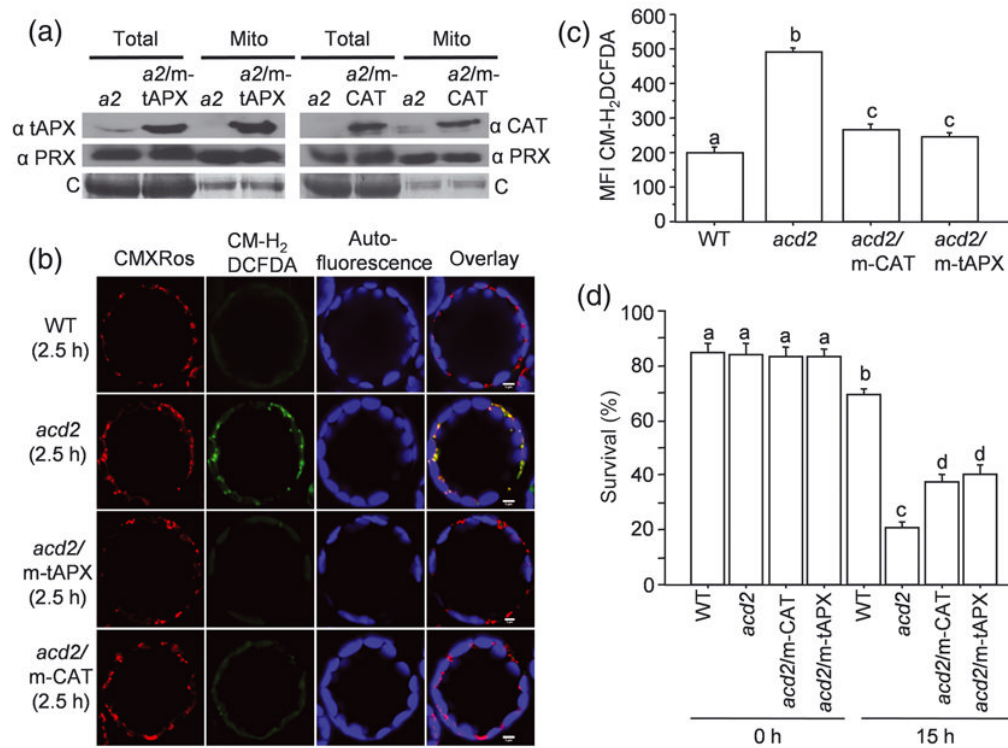 (a)
Total Mito Total Mito
a2 a2/m-tAPX a2 a2/m-tAPX a2 a2/m-CAT a2 a2/m-CAT
α tAPX α CAT
α PRX α PRX
C C
(b)
CMXRos CM-H₂DCFDA Auto-fluorescence Overlay
WT
(2.5 h)
acd2
(2.5 h)
acd2/
m-tAPX
(2.5 h)
acd2/
m-CAT
(2.5 h)
(c)
MFI CM-H₂DCFDA
600
500
400
300
200
100
0
a b c c
WT acd2 acd2/m-CAT acd2/m-tAPX
(d)
Survival (%)
100
80
60
40
20
0
a a a a b c d d
WT acd2 acd2/m-CAT acd2/m-tAPX WT acd2 acd2/m-CAT acd2/m-tAPX
0 h 15 h